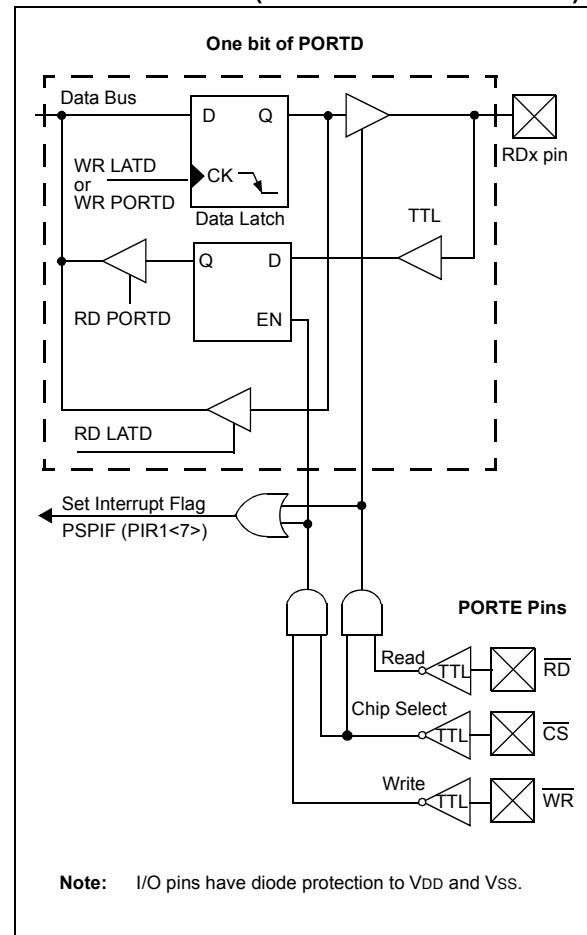 One bit of PORTD
Data Bus
D Q
RDx pin
WR LATD
or
WR PORTD
CK
Data Latch
TTL
Q D
EN
RD PORTD
RD LATD
Set Interrupt Flag
PSPIF (PIR1<7>)
PORTE Pins
Read
TTL
RD
Chip Select
TTL
CS
Write
TTL
WR
Note: I/O pins have diode protection to VDD and VSS.